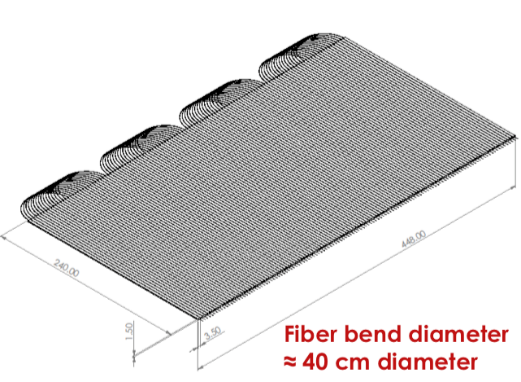 240.00
448.00
1.50
3.50
Fiber bend diameter
≈ 40 cm diameter